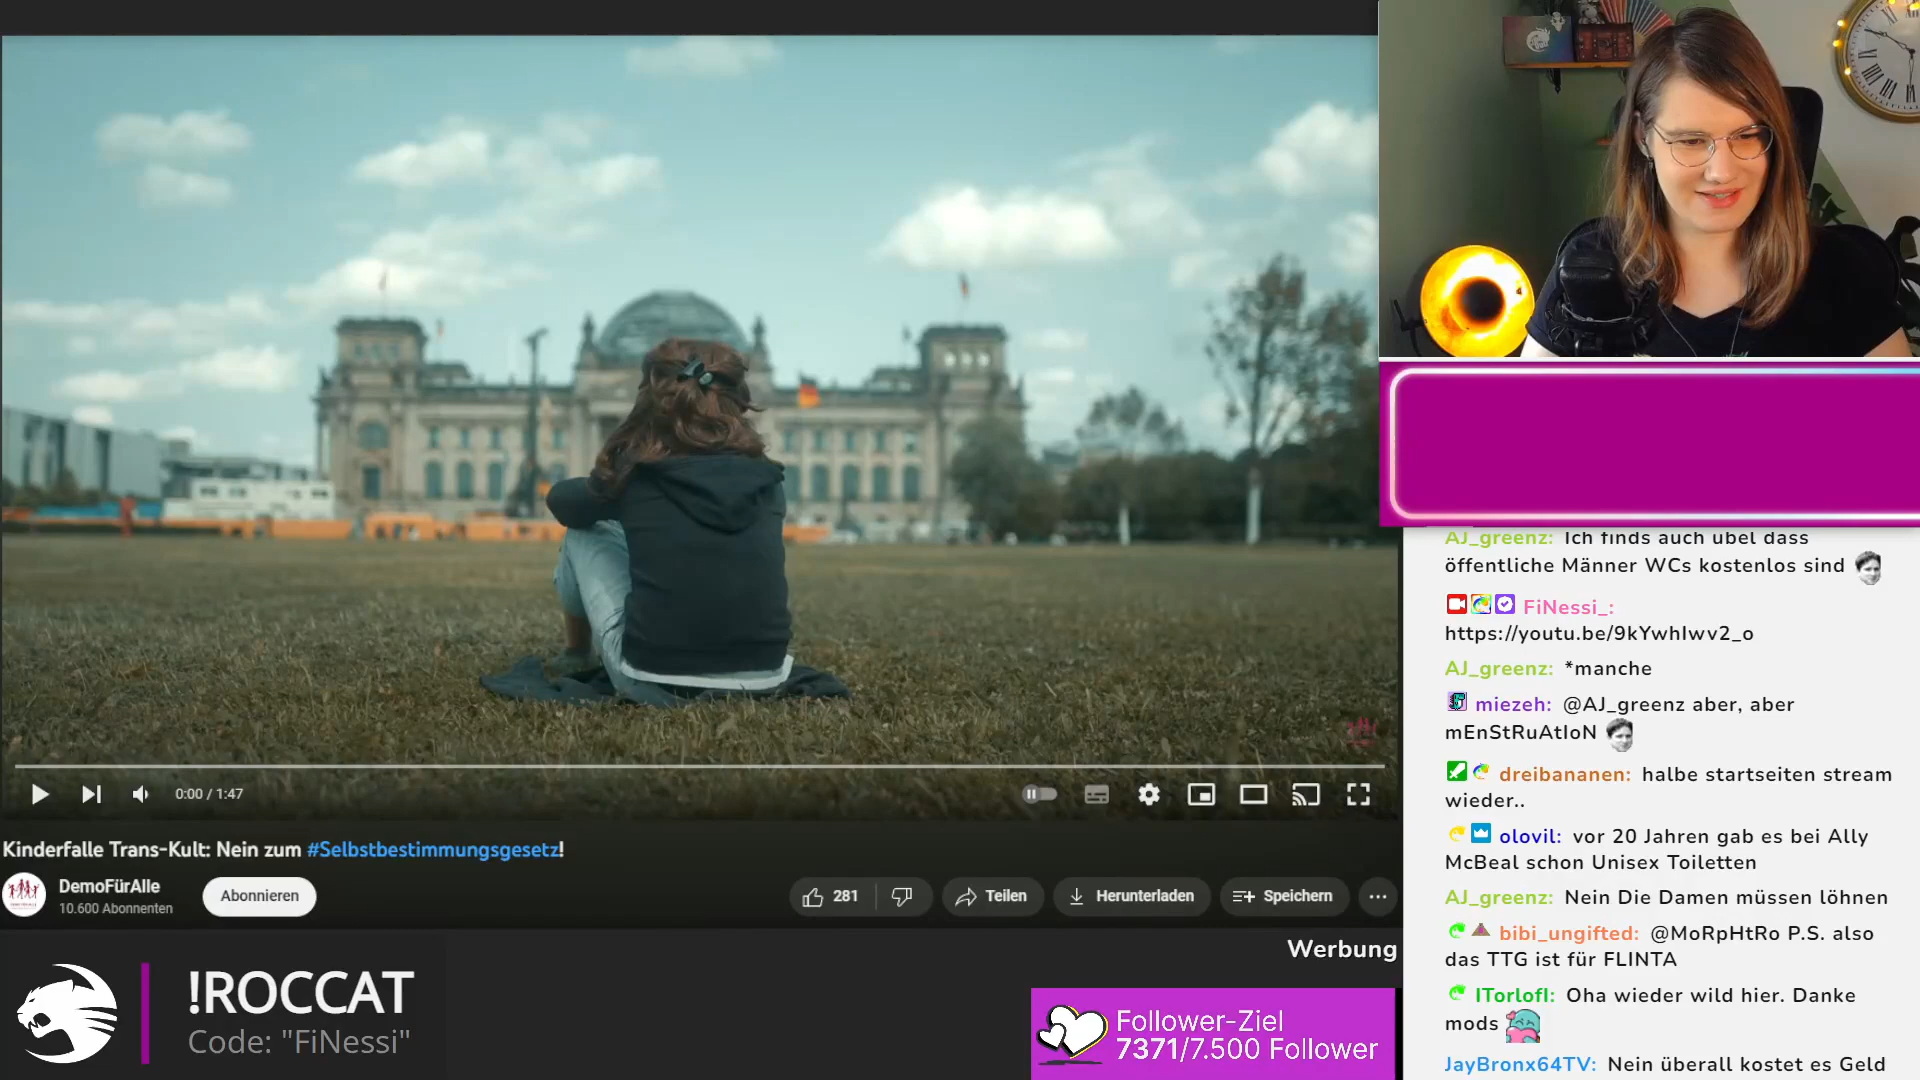 0:00 / 1:47
Kinderfalle Trans-Kult: Nein zum #Selbstbestimmungsgesetz!
DemoFürAlle
10.600 Abonnenten
Abonnieren
281
Teilen
Herunterladen
Speichern
Werbung
!ROCCAT
Code: "FiNessi"
Follower-Ziel
7371/7.500 Follower
AJ_greenz: Ich finds auch übel dass
öffentliche Männer WCs kostenlos sind
FiNessi_:
https://youtu.be/9kYwhIwv2_o
AJ_greenz: *manche
miezeh: @AJ_greenz aber, aber
mEnStRuAtIoN
dreibananen: halbe startseiten stream
wieder..
olovil: vor 20 Jahren gab es bei Ally
McBeal schon Unisex Toiletten
AJ_greenz: Nein Die Damen müssen löhnen
bibi_ungifted: @MoRpHtRo P.S. also
das TTG ist für FLINTA
ITorlofI: Oha wieder wild hier. Danke
mods
JayBronx64TV: Nein überall kostet es Geld